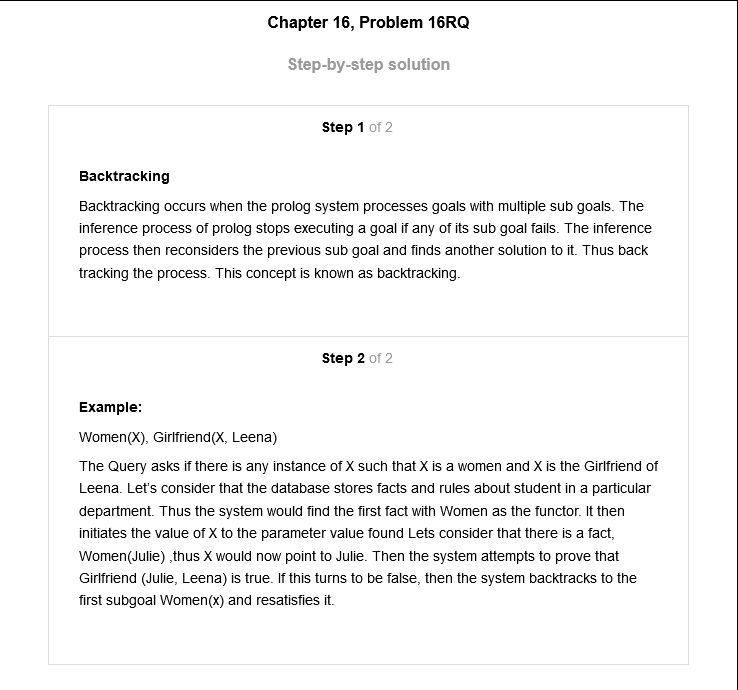 Chapter 16, Problem 16RQ
Step-by-step solution
Step 1 of 2
Backtracking
Backtracking occurs when the prolog system processes goals with multiple sub goals. The
inference process of prolog stops executing a goal if any of its sub goal fails. The inference
process then reconsiders the previous sub goal and finds another solution to it. Thus back
tracking the process. This concept is known as backtracking.
Step 2 of 2
Example:
Women(X), Girlfriend(X, Leena)
The Query asks if there is any instance of X such that X is a women and X is the Girlfriend of
Leena. Let’s consider that the database stores facts and rules about student in a particular
department. Thus the system would find the first fact with Women as the functor. It then
initiates the value of X to the parameter value found Lets consider that there is a fact,
Women(Julie) ,thus X would now point to Julie. Then the system attempts to prove that
Girlfriend (Julie, Leena) is true. If this turns to be false, then the system backtracks to the
first subgoal Women(x) and resatisfies it.